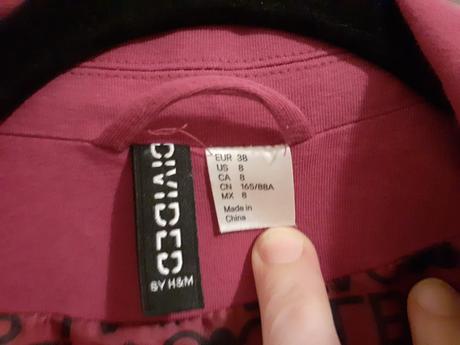 DIVIDED
BY H&M
EUR 38
US 8
CA 8
CN 165/88A
MX 8
Made in
China